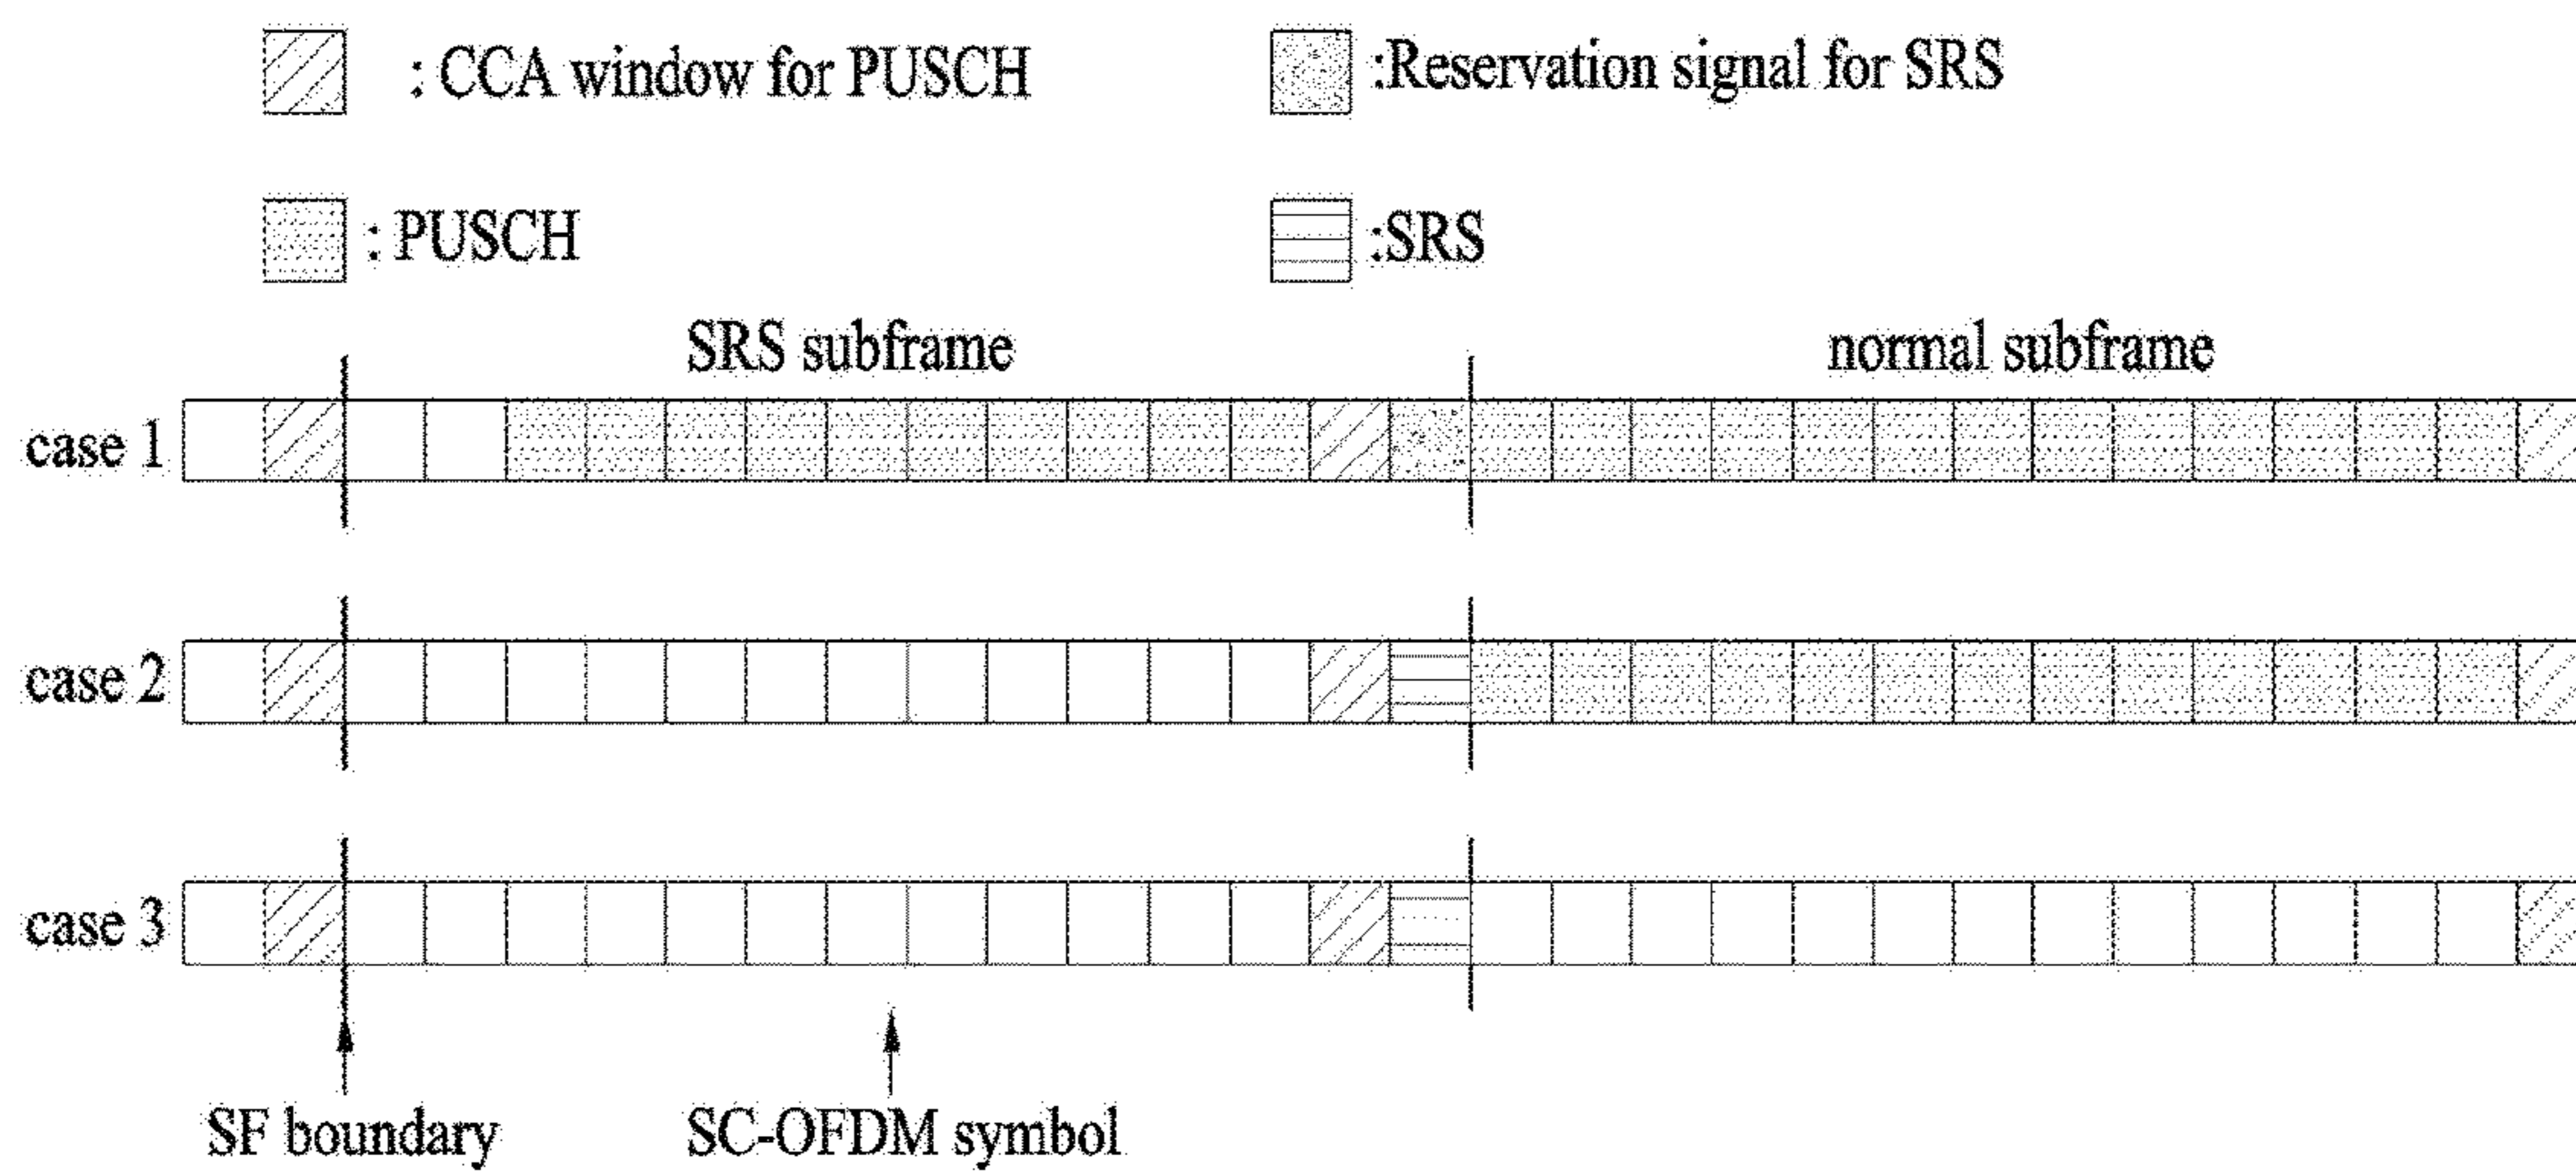 : CCA window for PUSCH
:Reservation signal for SRS
: PUSCH
:SRS
SRS subframe
normal subframe
case 1
case 2
case 3
SF boundary
SC-OFDM symbol